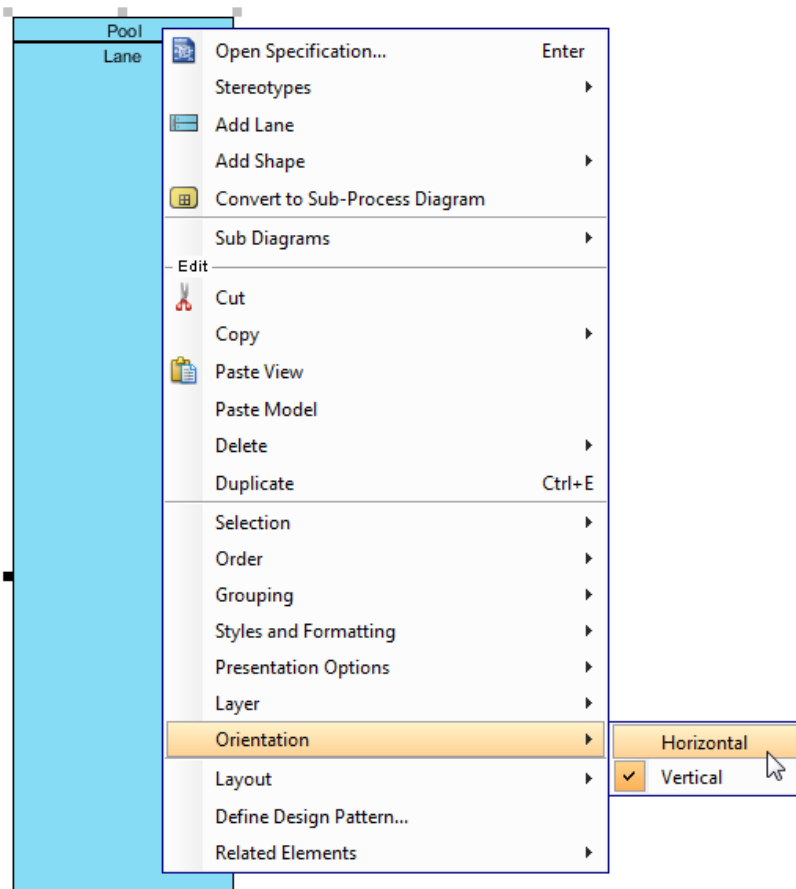 Pool
Lane
Open Specification... Enter
Stereotypes
Add Lane
Add Shape
Convert to Sub-Process Diagram
Sub Diagrams
Edit
Cut
Copy
Paste View
Paste Model
Delete
Duplicate Ctrl+E
Selection
Order
Grouping
Styles and Formatting
Presentation Options
Layer
Orientation
Horizontal
Vertical
Layout
Define Design Pattern...
Related Elements